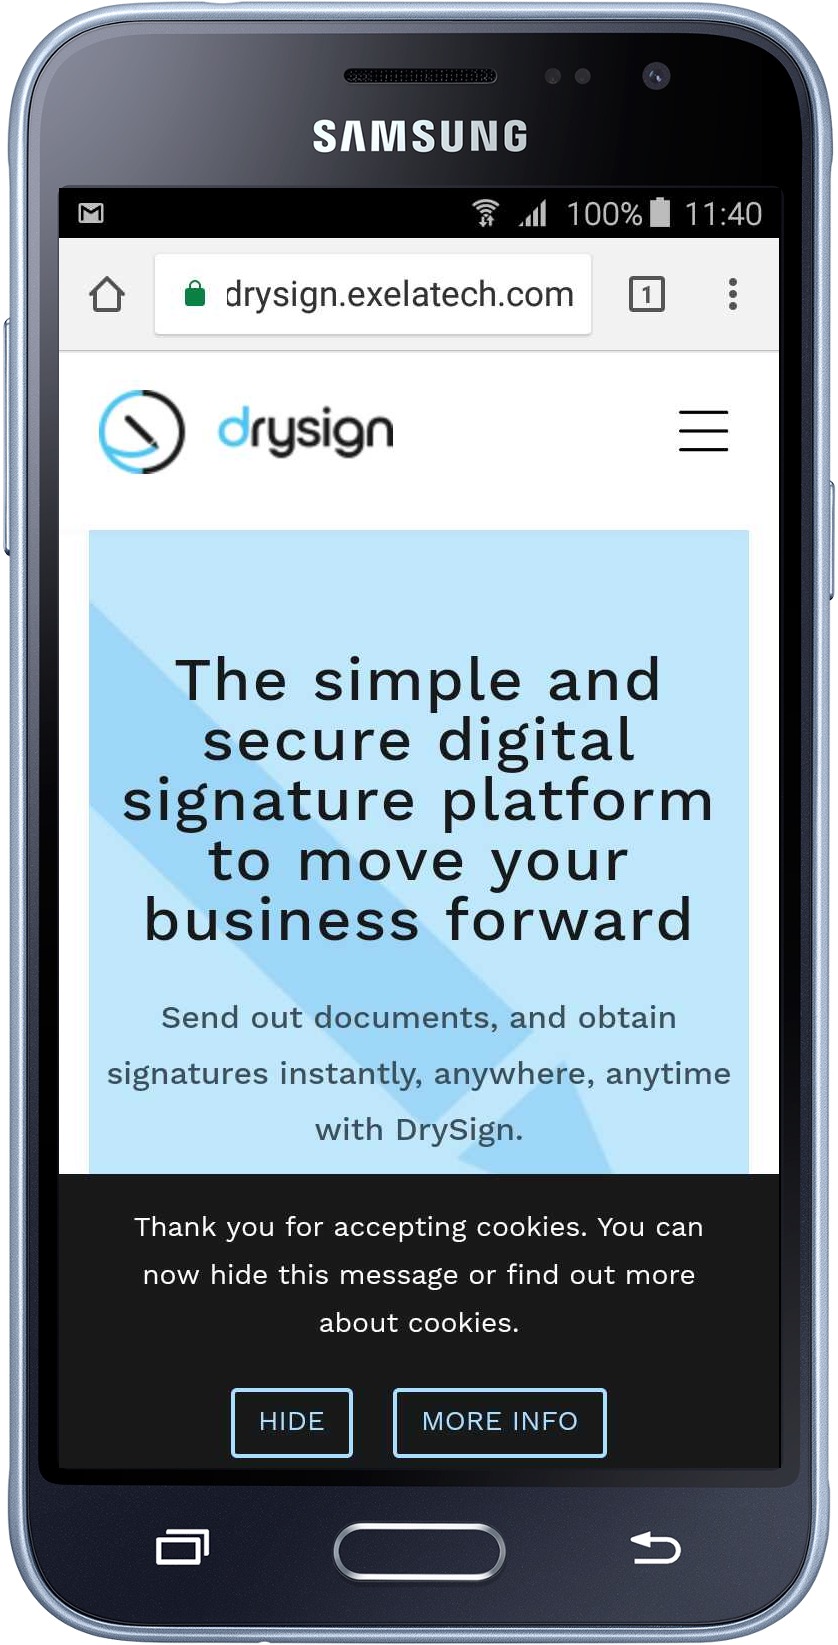 SAMSUNG
100% 11:40
drysign.exelatech.com 1
drysign
The simple and
secure digital
signature platform
to move your
business forward
Send out documents, and obtain
signatures instantly, anywhere, anytime
with DrySign.
Thank you for accepting cookies. You can
now hide this message or find out more
about cookies.
HIDE MORE INFO